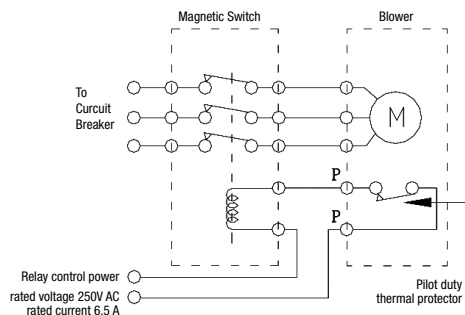 Magnetic Switch
Blower
To
Curcuit
Breaker
M
P
P
Relay control power
rated voltage 250V AC
rated current 6.5 A
Pilot duty
thermal protector